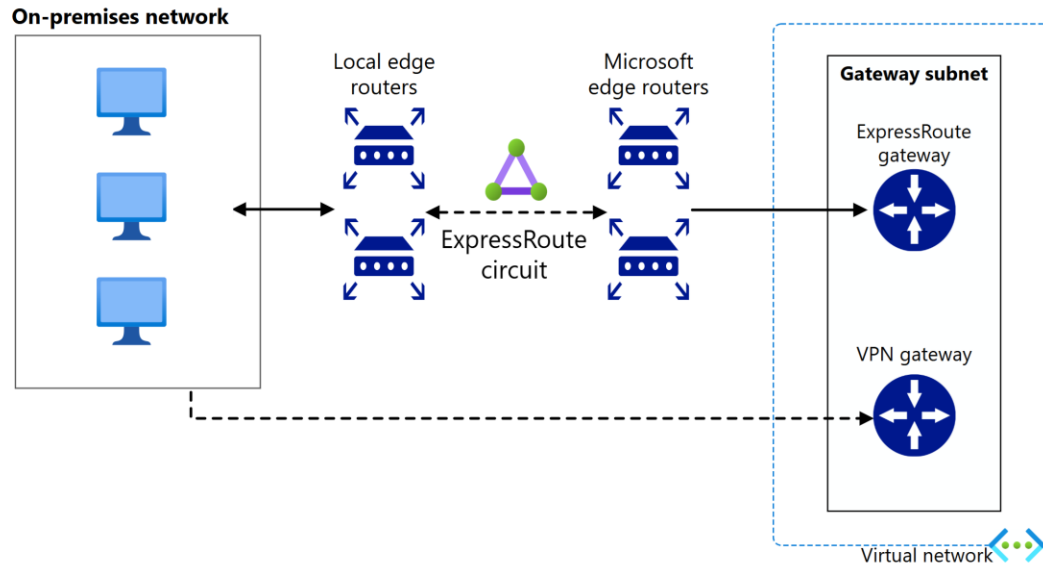 On-premises network
Local edge
routers
Microsoft
edge routers
Gateway subnet
ExpressRoute
gateway
ExpressRoute
circuit
VPN gateway
Virtual network